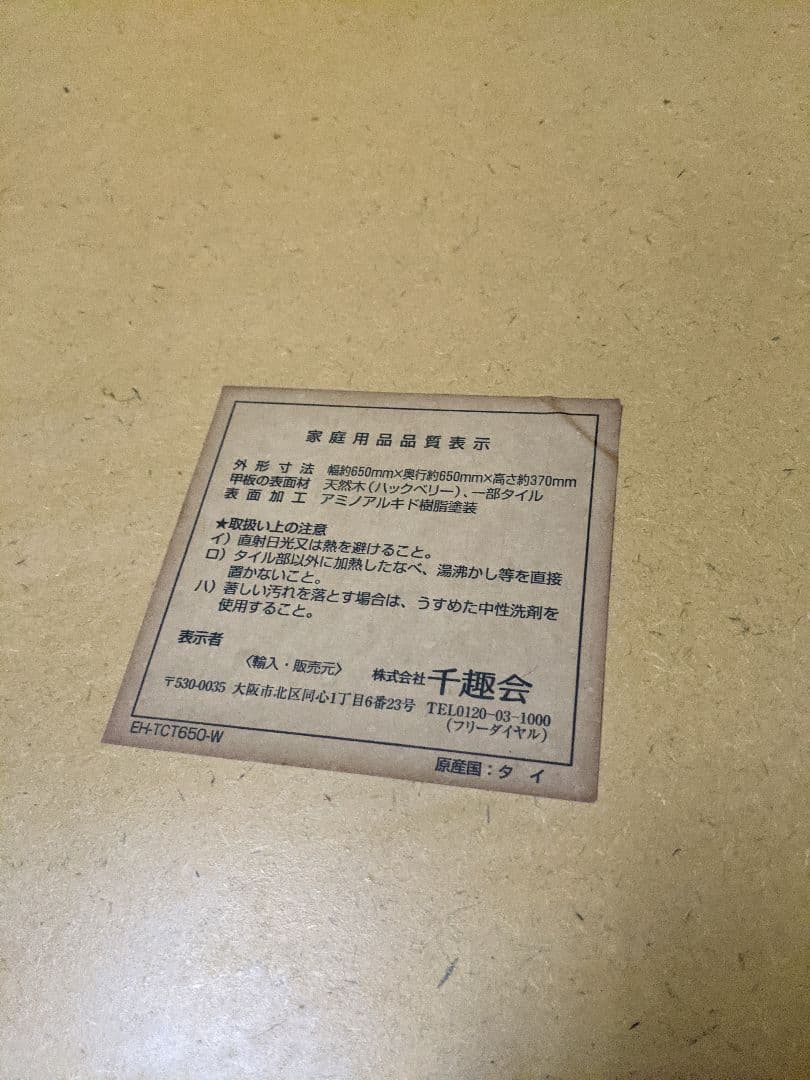 家庭用品品質表示
外形寸法 幅約650mm×奥行約650mm×高さ約370mm
甲板の表面材 天然木(ハックベリー)、一部タイル
表面加工 アミノアルキド樹脂塗装
★取扱い上の注意
イ)直射日光又は熱を避けること。
ロ)タイル部以外に加熱したなべ、湯沸かし等を直接
置かないこと。
ハ)著しい汚れを落とす場合は、うすめた中性洗剤を
使用すること。
表示者
〈輸入・販売元〉 株式会社千趣会
〒530-0035 大阪市北区同心1丁目6番23号 TEL0120-03-1000
(フリーダイヤル)
EH-TCT650-W
原産国:タイ